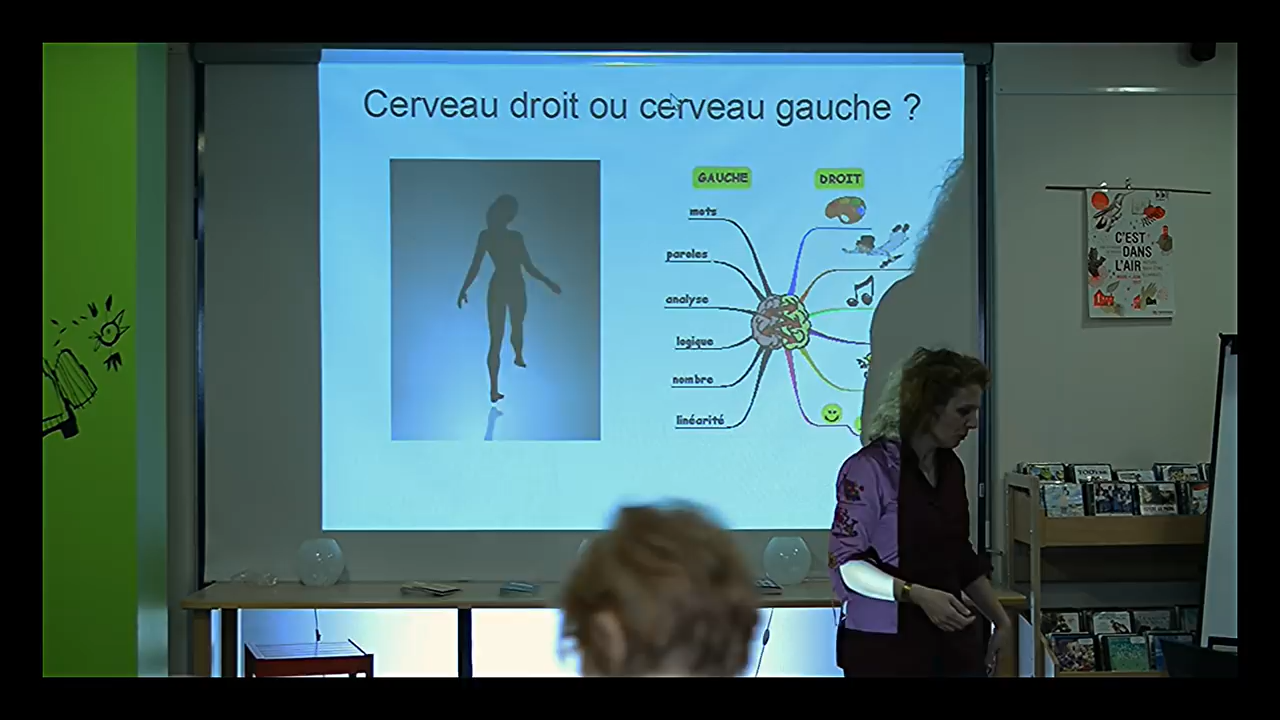 Cerveau droit ou cerveau gauche ?
GAUCHE
DROIT
mots
paroles
analyse
logique
nombre
linéarité
C'EST
DANS
L'AIR